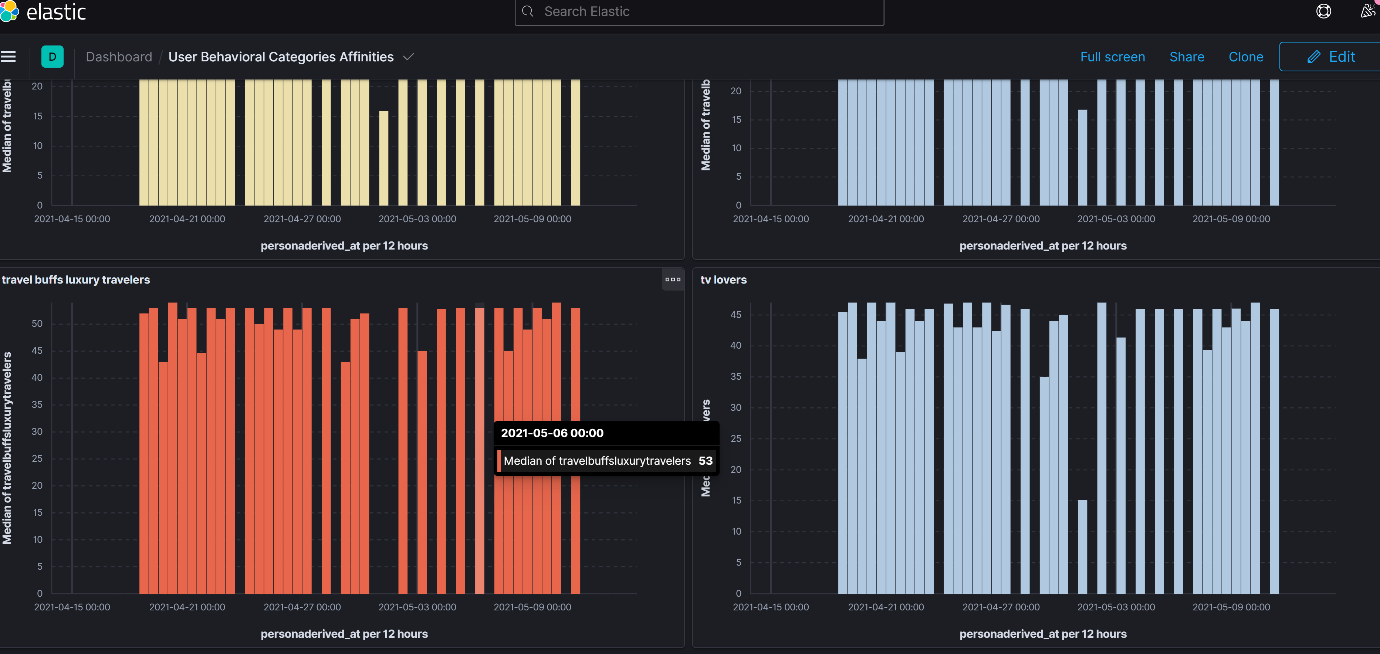 elastic
Search Elastic
D
Dashboard / User Behavioral Categories Affinities
Full screen
Share
Clone
Edit
Median of travelb
20
15
10
5
0
2021-04-15 00:00
2021-04-21 00:00
2021-04-27 00:00
2021-05-03 00:00
2021-05-09 00:00
personaderived_at per 12 hours
Median of travelb
20
15
10
5
0
2021-04-15 00:00
2021-04-21 00:00
2021-04-27 00:00
2021-05-03 00:00
2021-05-09 00:00
personaderived_at per 12 hours
travel buffs luxury travelers
Median of travelbuffsluxurytravelers
50
45
40
35
30
25
20
15
10
5
0
2021-04-15 00:00
2021-04-21 00:00
2021-04-27 00:00
2021-05-03 00:00
2021-05-09 00:00
personaderived_at per 12 hours
2021-05-06 00:00
Median of travelbuffsluxurytravelers 53
tv lovers
45
40
35
30
25
20
15
10
5
0
2021-04-15 00:00
2021-04-21 00:00
2021-04-27 00:00
2021-05-03 00:00
2021-05-09 00:00
personaderived_at per 12 hours